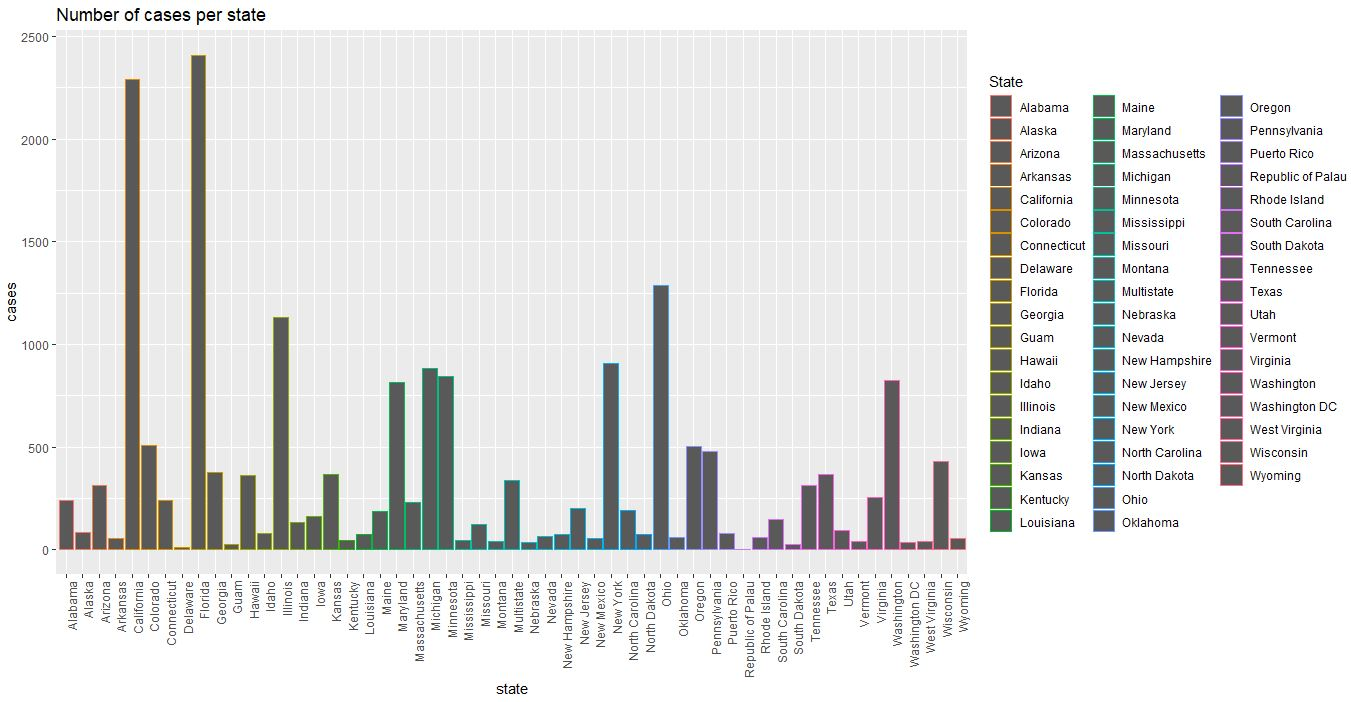 Number of cases per state
2500
2000
1500
1000
500
0
cases
Alabama
Alaska
Arizona
Arkansas
California
Colorado
Connecticut
Delaware
Florida
Georgia
Guam
Hawaii
Idaho
Illinois
Indiana
Iowa
Kansas
Kentucky
Louisiana
Maine
Maryland
Massachusetts
Michigan
Minnesota
Mississippi
Missouri
Montana
Multistate
Nebraska
Nevada
New Hampshire
New Jersey
New Mexico
New York
North Carolina
North Dakota
Ohio
Oklahoma
Oregon
Pennsylvania
Puerto Rico
Republic of Palau
Rhode Island
South Carolina
South Dakota
Tennessee
Texas
Utah
Vermont
Virginia
Washington
Washington DC
West Virginia
Wisconsin
Wyoming
state
State
Alabama
Alaska
Arizona
Arkansas
California
Colorado
Connecticut
Delaware
Florida
Georgia
Guam
Hawaii
Idaho
Illinois
Indiana
Iowa
Kansas
Kentucky
Louisiana
Maine
Maryland
Massachusetts
Michigan
Minnesota
Mississippi
Missouri
Montana
Multistate
Nebraska
Nevada
New Hampshire
New Jersey
New Mexico
New York
North Carolina
North Dakota
Ohio
Oklahoma
Oregon
Pennsylvania
Puerto Rico
Republic of Palau
Rhode Island
South Carolina
South Dakota
Tennessee
Texas
Utah
Vermont
Virginia
Washington
Washington DC
West Virginia
Wisconsin
Wyoming